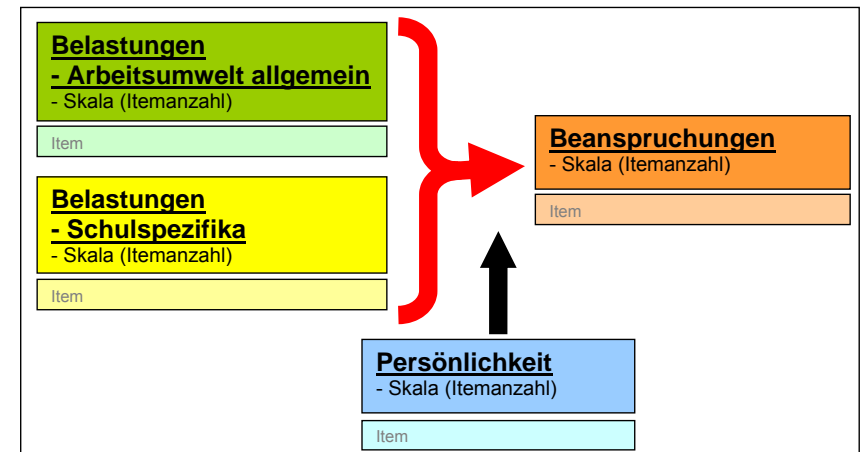 Belastungen
- Arbeitsumwelt allgemein
- Skala (Itemanzahl)
Item
Belastungen
- Schulspezifika
- Skala (Itemanzahl)
Item
Beanspruchungen
- Skala (Itemanzahl)
Item
Persönlichkeit
- Skala (Itemanzahl)
Item